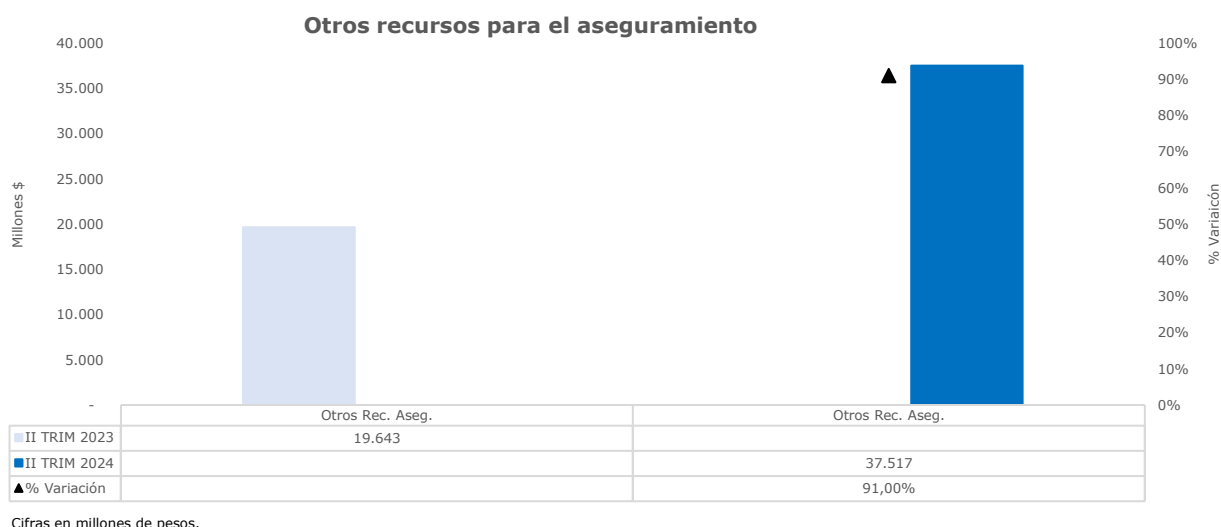 Otros recursos para el aseguramiento
40.000
35.000
30.000
25.000
20.000
15.000
10.000
5.000
-
Millones $
100%
90%
80%
70%
60%
50%
40%
30%
20%
10%
0%
% Variaicón
Otros Rec. Aseg. Otros Rec. Aseg.
II TRIM 2023 19.643
II TRIM 2024 37.517
% Variación 91,00%
Cifras en millones de pesos.